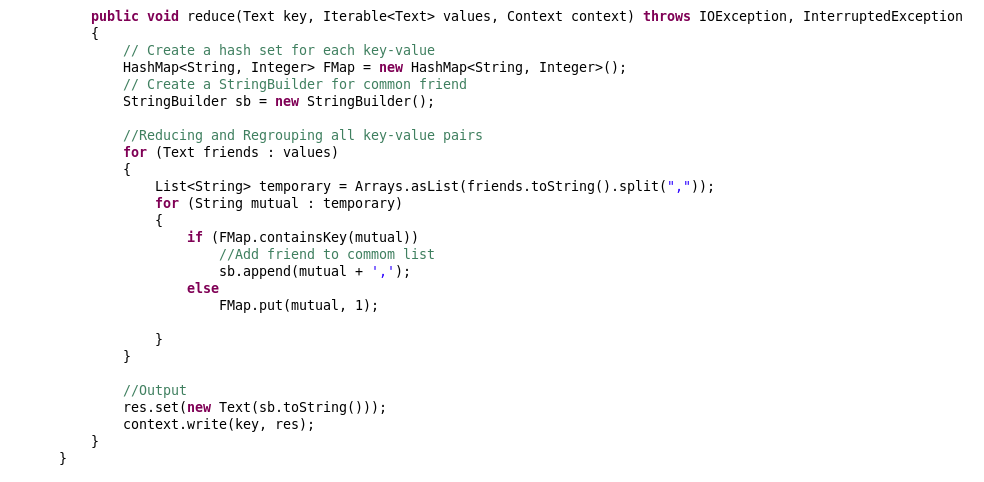 public void reduce(Text key, Iterable<Text> values, Context context) throws IOException, InterruptedException
{
// Create a hash set for each key-value
HashMap<String, Integer> FMap = new HashMap<String, Integer>();
// Create a StringBuilder for common friend
StringBuilder sb = new StringBuilder();
//Reducing and Regrouping all key-value pairs
for (Text friends : values)
{
List<String> temporary = Arrays.asList(friends.toString().split(","));
for (String mutual : temporary)
{
if (FMap.containsKey(mutual))
//Add friend to commom list
sb.append(mutual + ',');
else
FMap.put(mutual, 1);
}
}
//Output
res.set(new Text(sb.toString()));
context.write(key, res);
}
}